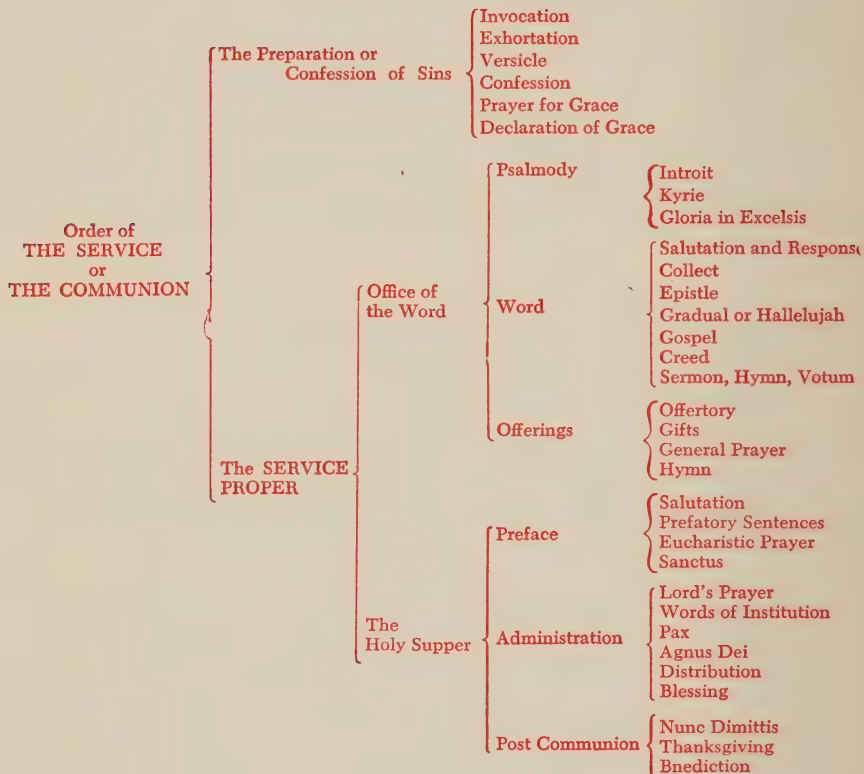 Order of
THE SERVICE
or
THE COMMUNION
The Preparation or
Confession of Sins
Invocation
Exhortation
Versicle
Confession
Prayer for Grace
Declaration of Grace
The SERVICE
PROPER
Office of
the Word
Psalmody
Introit
Kyrie
Gloria in Excelsis
Word
Salutation and Respons
Collect
Epistle
Gradual or Hallelujah
Gospel
Creed
Sermon, Hymn, Votum
Offerings
Offertory
Gifts
General Prayer
Hymn
The
Holy Supper
Preface
Salutation
Prefatory Sentences
Eucharistic Prayer
Sanctus
Administration
Lord's Prayer
Words of Institution
Pax
Agnus Dei
Distribution
Blessing
Post Communion
Nunc Dimittis
Thanksgiving
Bnediction